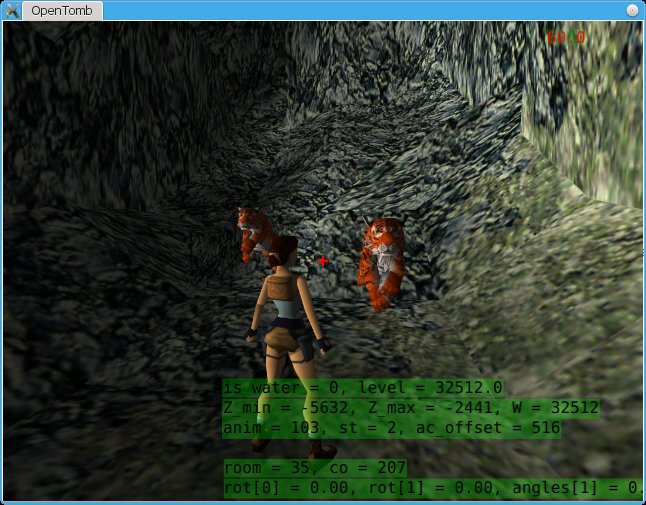 OpenTomb
60.0
is water = 0, level = 32512.0
Z_min = -5632, Z_max = -2441, W = 32512
anim = 103, st = 2, ac_offset = 516
room = 35, co = 207
rot[0] = 0.00, rot[1] = 0.00, angles[1] = 0.